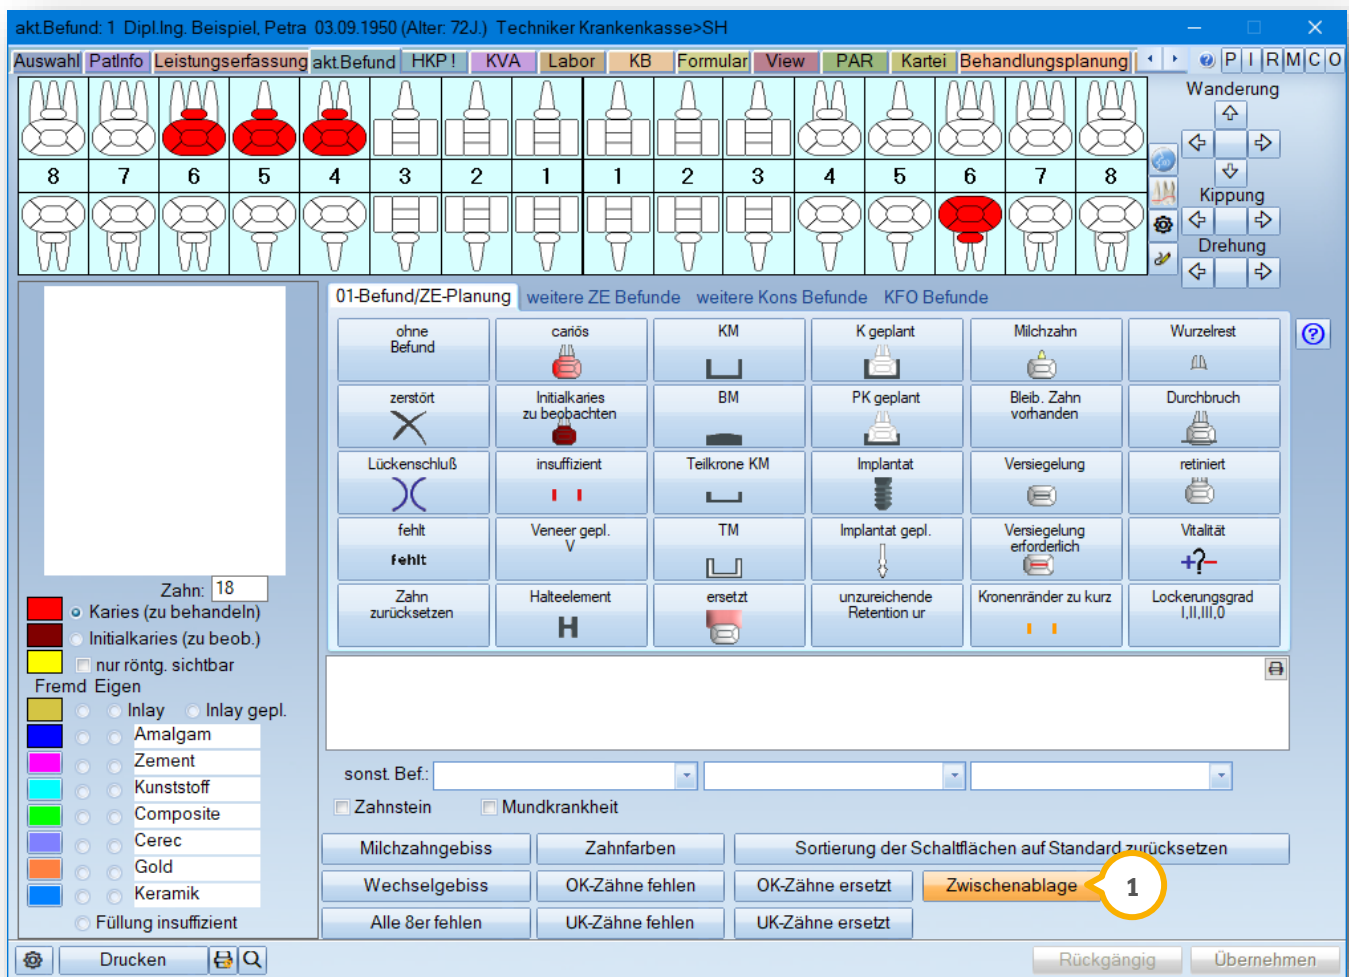 akt.Befund: 1 Dipl.Ing. Beispiel, Petra 03.09.1950 (Alter: 72J.) Techniker Krankenkasse>SH
Auswahl PatInfo Leistungserfassung akt.Befund HKP ! KVA Labor KB Formular View PAR Kartei Behandlungsplanung P I R M C O
Wanderung
8 7 6 5 4 3 2 1 1 2 3 4 5 6 7 8
Kippung
Drehung
01-Befund/ZE-Planung weitere ZE Befunde weitere Kons Befunde KFO Befunde
ohne Befund cariös KM K geplant Milchzahn Wurzelrest
zerstört Initialkaries zu beobachten BM PK geplant Bleib. Zahn vorhanden Durchbruch
Lückenschluß insuffizient Teilkrone KM Implantat Versiegelung retiniert
fehlt Veneer gepl. V TM Implantat gepl. Versiegelung erforderlich Vitalität
fehlt +?-
Zahn zurücksetzen Halteelement ersetzt unzureichende Retention ur Kronenränder zu kurz Lockerungsgrad I,II,III,0
H
Zahn: 18
Karies (zu behandeln)
Initialkaries (zu beob.)
nur röntg. sichtbar
Fremd Eigen
Inlay Inlay gepl.
Amalgam
Zement
Kunststoff
Composite
Cerec
Gold
Keramik
Füllung insuffizient
sonst. Bef.:
Zahnstein Mundkrankheit
Milchzahngebiss Zahnfarben Sortierung der Schaltflächen auf Standard zurücksetzen
Wechselgebiss OK-Zähne fehlen OK-Zähne ersetzt Zwischenablage 1
Alle 8er fehlen UK-Zähne fehlen UK-Zähne ersetzt
Drucken Rückgängig Übernehmen